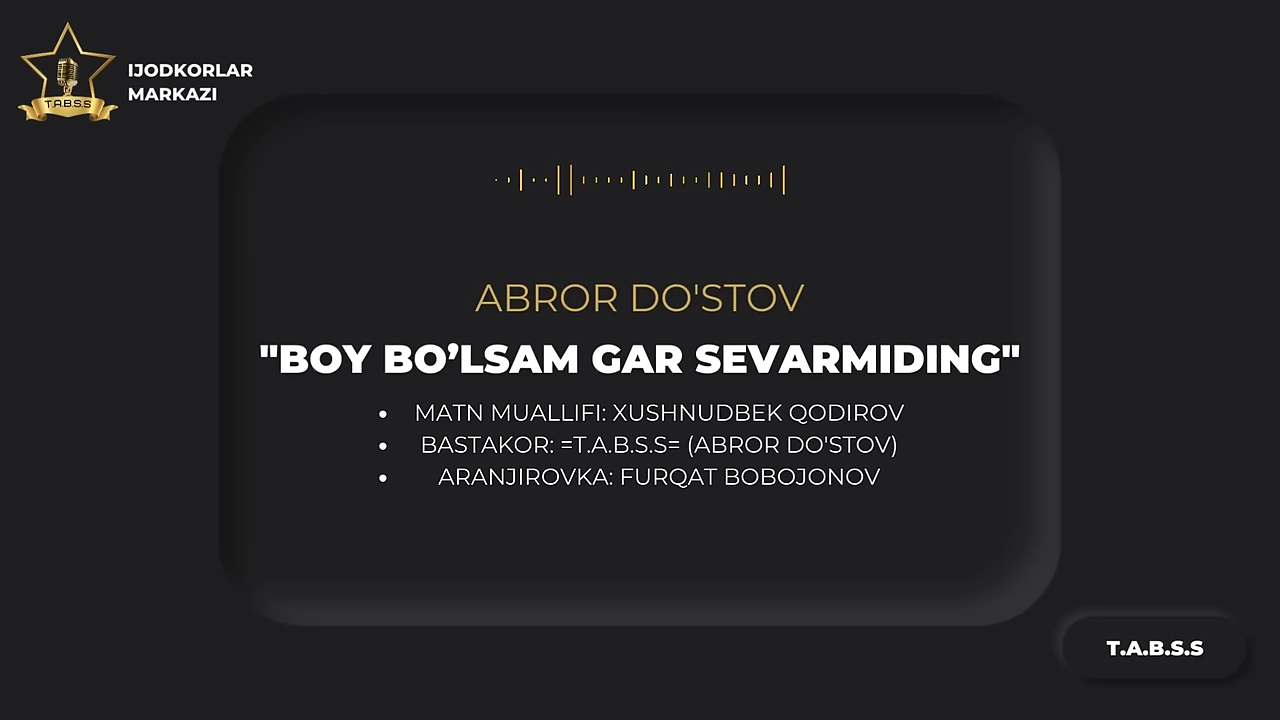 IJODKORLAR
MARKAZI
T.A.B.S.S
ABROR DO'STOV
"BOY BO’LSAM GAR SEVARMIDING"
• MATN MUALLIFI: XUSHNUDBEK QODIROV
• BASTAKOR: =T.A.B.S.S= (ABROR DO'STOV)
• ARANJIROVKA: FURQAT BOBOJONOV
T.A.B.S.S